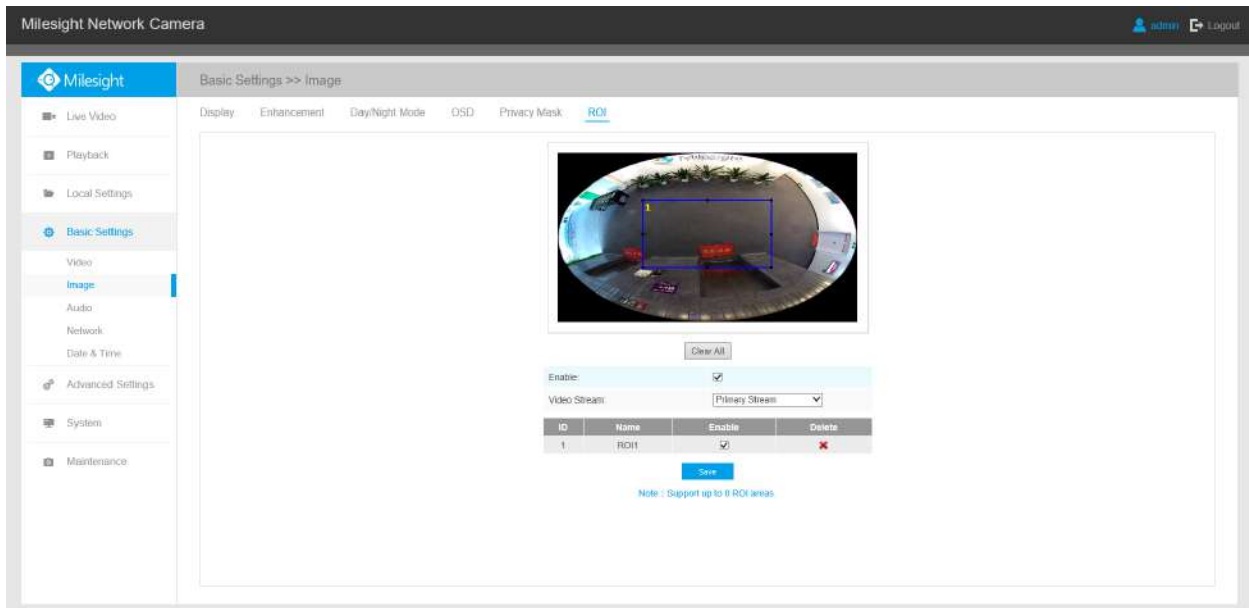 Milesight Network Camera
admin Logout
Milesight
Basic Settings >> Image
Live Video
Playback
Local Settings
Basic Settings
Video
Image
Audio
Network
Date & Time
Advanced Settings
System
Maintenance
Display Enhancement Day/Night Mode OSD Privacy Mask ROI
1
Clear All
Enable:
Video Stream: Primary Stream
ID Name Enable Delete
1 ROI1
Save
Note : Support up to 8 ROI areas